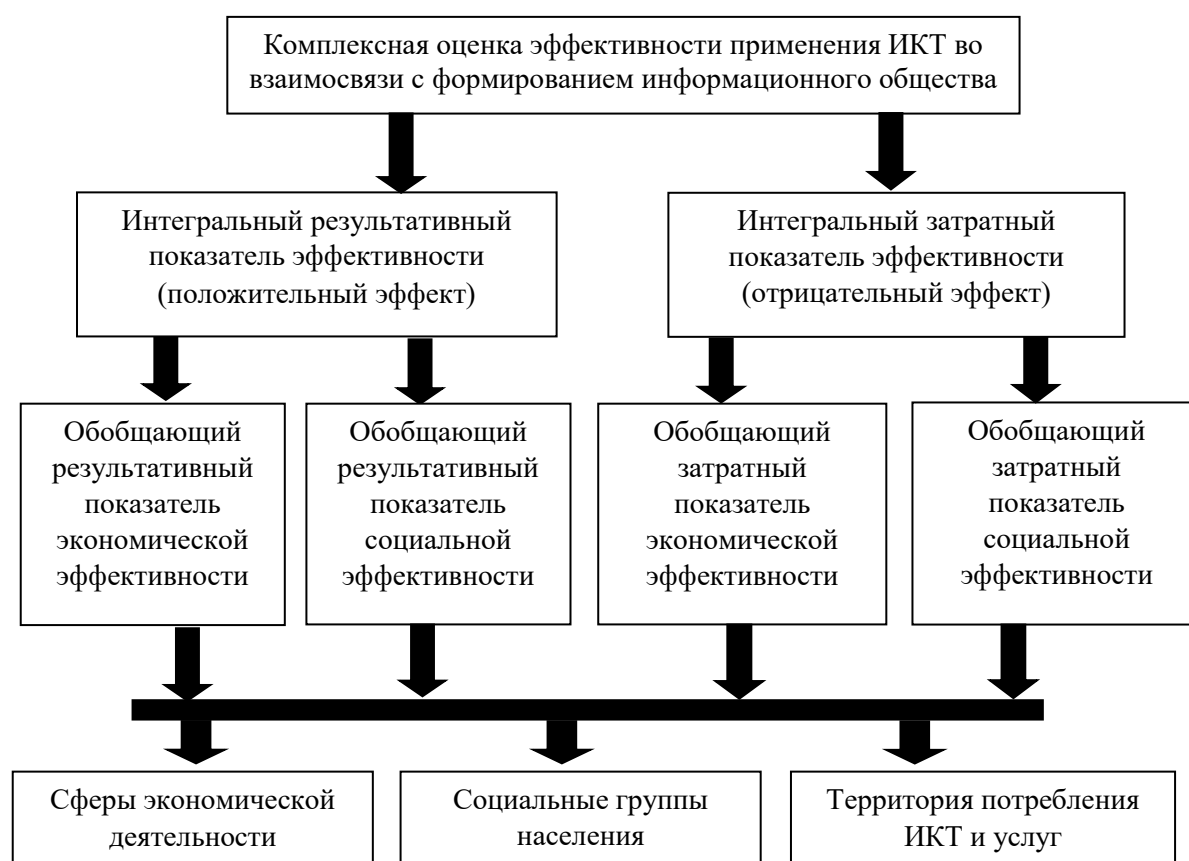 Комплексная оценка эффективности применения ИКТ во
взаимосвязи с формированием информационного общества
Интегральный результативный
показатель эффективности
(положительный эффект)
Интегральный затратный
показатель эффективности
(отрицательный эффект)
Обобщающий
результативный
показатель
экономической
эффективности
Обобщающий
результативный
показатель
социальной
эффективности
Обобщающий
затратный
показатель
экономической
эффективности
Обобщающий
затратный
показатель
социальной
эффективности
Сферы экономической
деятельности
Социальные группы
населения
Территория потребления
ИКТ и услуг